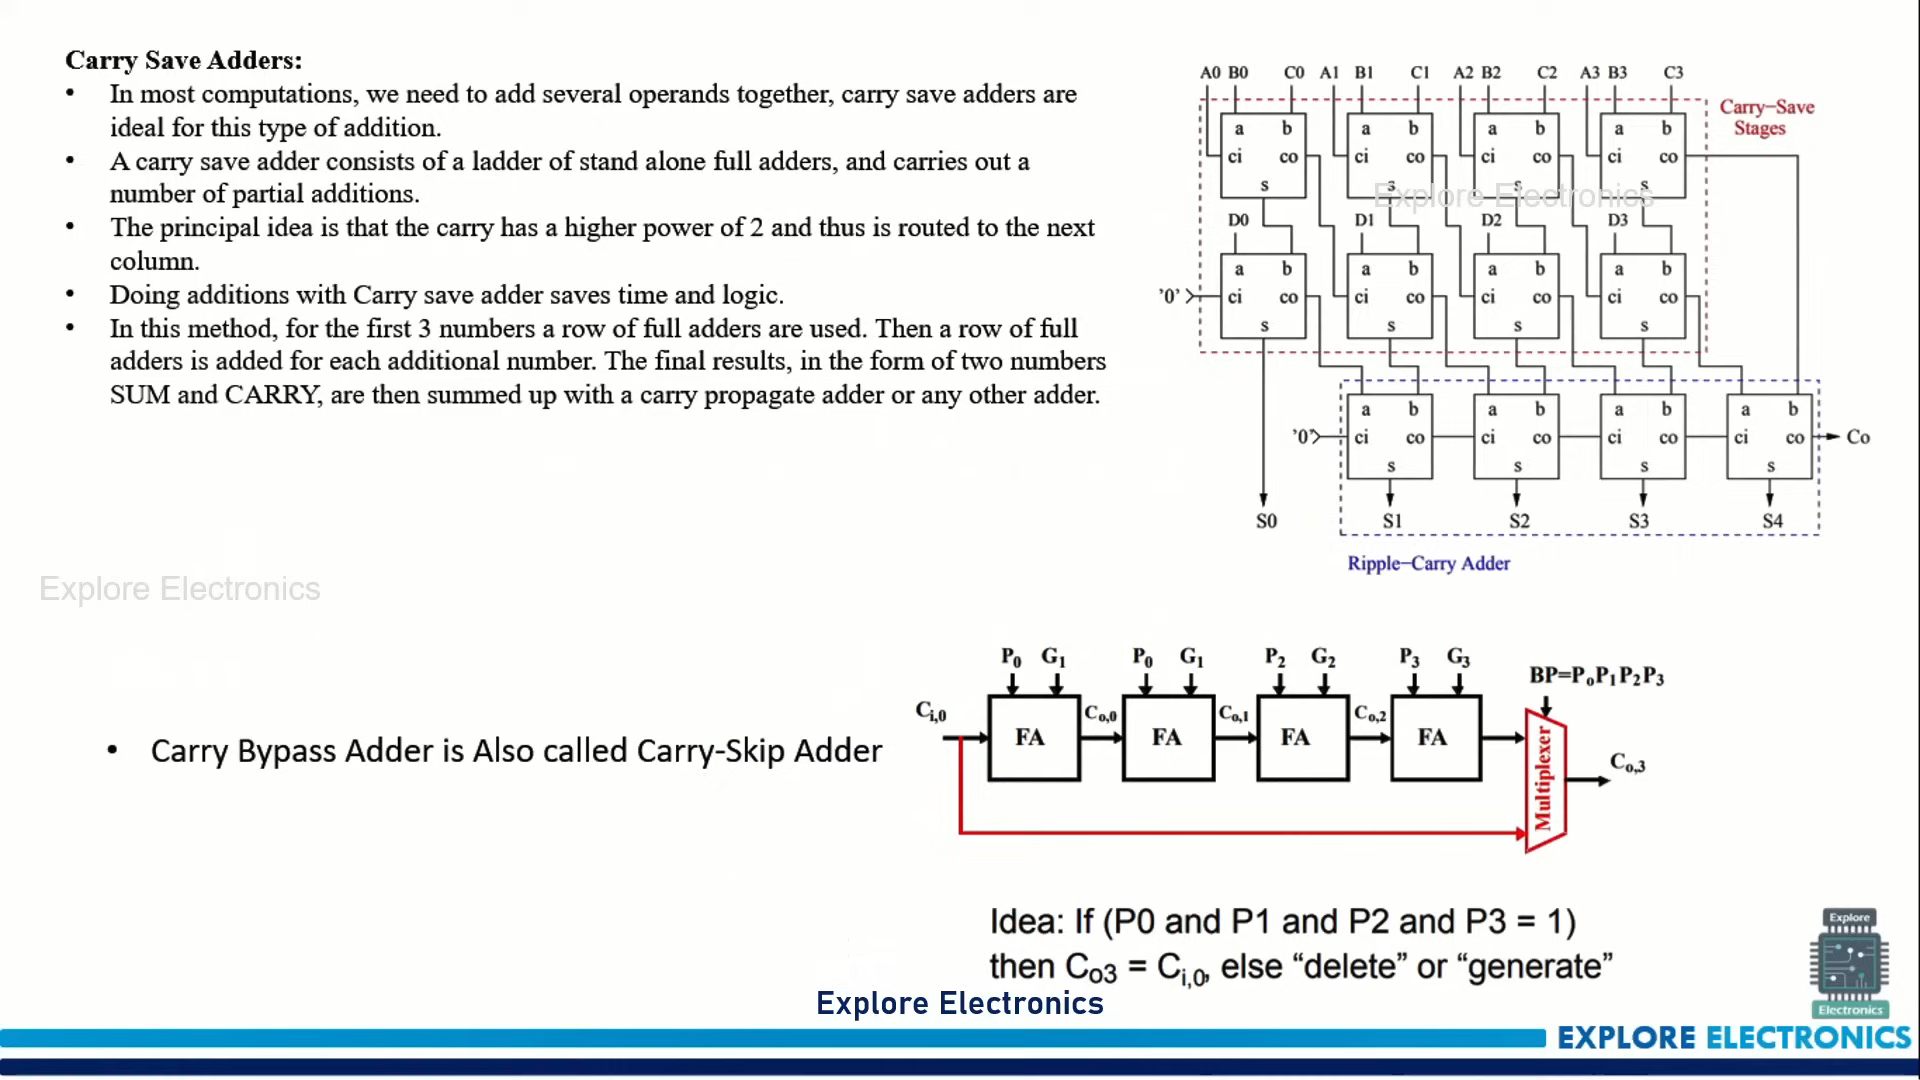 Carry Save Adders:
• In most computations, we need to add several operands together, carry save adders are
ideal for this type of addition.
• A carry save adder consists of a ladder of stand alone full adders, and carries out a
number of partial additions.
• The principal idea is that the carry has a higher power of 2 and thus is routed to the next
column.
• Doing additions with Carry save adder saves time and logic.
• In this method, for the first 3 numbers a row of full adders are used. Then a row of full
adders is added for each additional number. The final results, in the form of two numbers
SUM and CARRY, are then summed up with a carry propagate adder or any other adder.
A0 B0 C0 A1 B1 C1 A2 B2 C2 A3 B3 C3
Carry-Save
Stages
a b a b a b a b
ci co ci co ci co ci co
s s s s
Explore Electronics
D0 D1 D2 D3
a b a b a b a b
'0' ci co ci co ci co ci co
s s s s
a b a b a b a b
'0' ci co ci co ci co ci co Co
s s s s
S0 S1 S2 S3 S4
Ripple-Carry Adder
Explore Electronics
P0 G1 P0 G1 P2 G2 P3 G3
BP=PoP1P2P3
Ci,0 Co,0 Co,1 Co,2
FA FA FA FA
Multiplexer
Co,3
• Carry Bypass Adder is Also called Carry-Skip Adder
Idea: If (P0 and P1 and P2 and P3 = 1)
then Co3 = Ci,0, else “delete” or “generate”
Explore Electronics
Explore
Electronics
EXPLORE ELECTRONICS